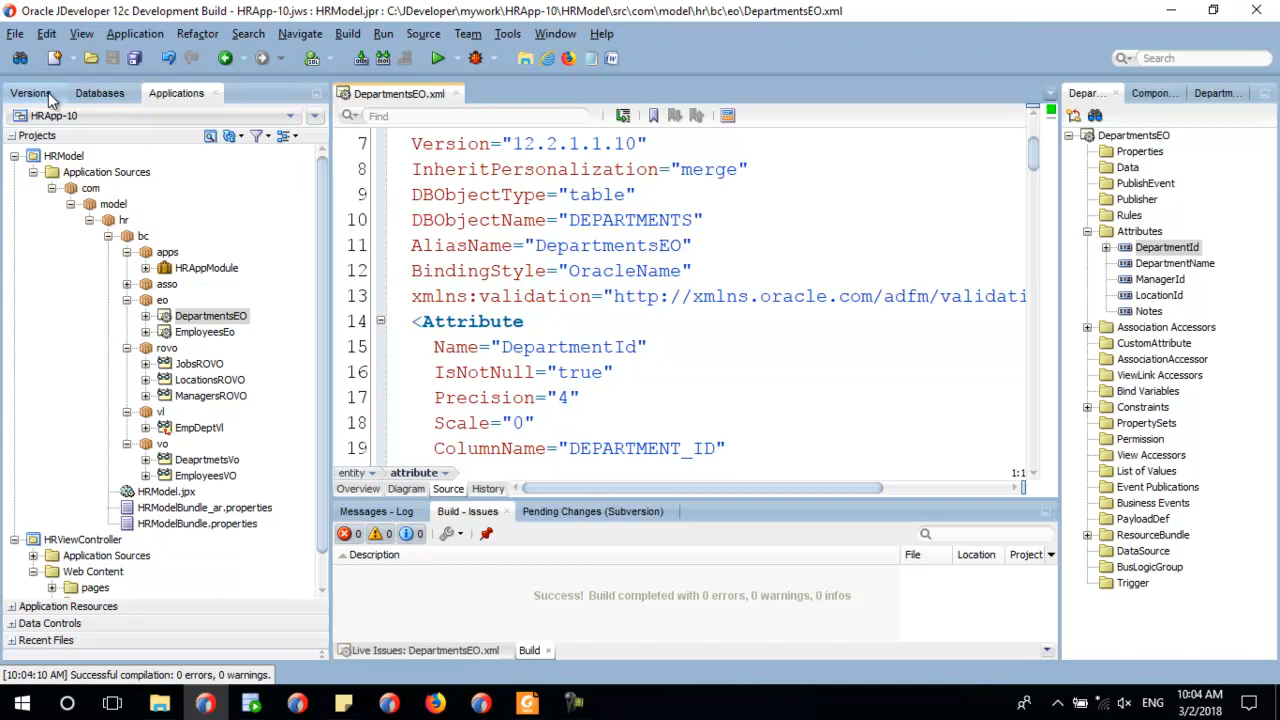 Oracle JDeveloper 12c Development Build - HRApp-10.jws : HRModel.jpr : C:\JDeveloper\mywork\HRApp-10\HRModel\src\com\model\hr\bc\eo\DepartmentsEO.xml
File Edit View Application Refactor Search Navigate Build Run Source Team Tools Window Help
Search
Versions Databases Applications
HRApp-10
Projects
HRModel
Application Sources
com
model
hr
bc
apps
HRAppModule
asso
eo
DepartmentsEO
EmployeesEo
rovo
JobsROVO
LocationsROVO
ManagersROVO
vl
EmpDeptVl
vo
DeaprtmetsVo
EmployeesVO
HRModel.jpx
HRModelBundle_ar.properties
HRModelBundle.properties
HRViewController
Application Sources
Web Content
pages
Application Resources
Data Controls
Recent Files
DepartmentsEO.xml
Find
7 Version="12.2.1.1.10"
8 InheritPersonalization="merge"
9 DBObjectType="table"
10 DBObjectName="DEPARTMENTS"
11 AliasName="DepartmentsEO"
12 BindingStyle="OracleName"
13 xmlns:validation="http://xmlns.oracle.com/adfm/validati
14 <Attribute
15 Name="DepartmentId"
16 IsNotNull="true"
17 Precision="4"
18 Scale="0"
19 ColumnName="DEPARTMENT_ID"
entity attribute 1:1
Overview Diagram Source History
Messages - Log Build - Issues Pending Changes (Subversion)
0 0 0
Description File Location Project
Success! Build completed with 0 errors, 0 warnings, 0 infos
Live Issues: DepartmentsEO.xml Build
Depar... Compon... Departm...
DepartmentsEO
Properties
Data
PublishEvent
Publisher
Rules
Attributes
DepartmentId
DepartmentName
ManagerId
LocationId
Notes
Association Accessors
CustomAttribute
AssociationAccessor
ViewLink Accessors
Bind Variables
Constraints
PropertySets
Permission
View Accessors
List of Values
Event Publications
Business Events
PayloadDef
ResourceBundle
DataSource
BusLogicGroup
Trigger
[10:04:10 AM] Successful compilation: 0 errors, 0 warnings.
ENG
10:04 AM
3/2/2018